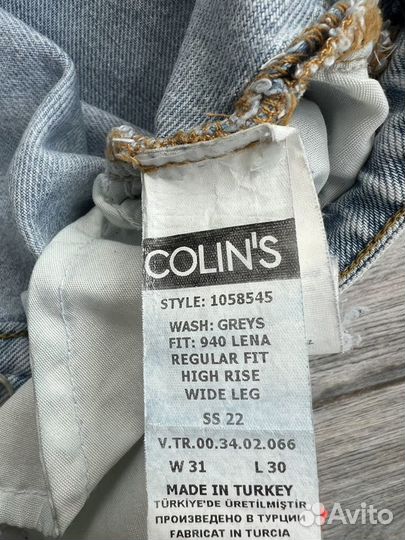 COLIN'S
STYLE: 1058545
WASH: GREYS
FIT: 940 LENA
REGULAR FIT
HIGH RISE
WIDE LEG
SS 22
V.TR.00.34.02.066
W 31 L 30
MADE IN TURKEY
TÜRKİYE'DE ÜRETİLMİŞTİR
ПРОИЗВЕДЕНО В ТУРЦИИ
FABRICAT IN TURCIA
Avito